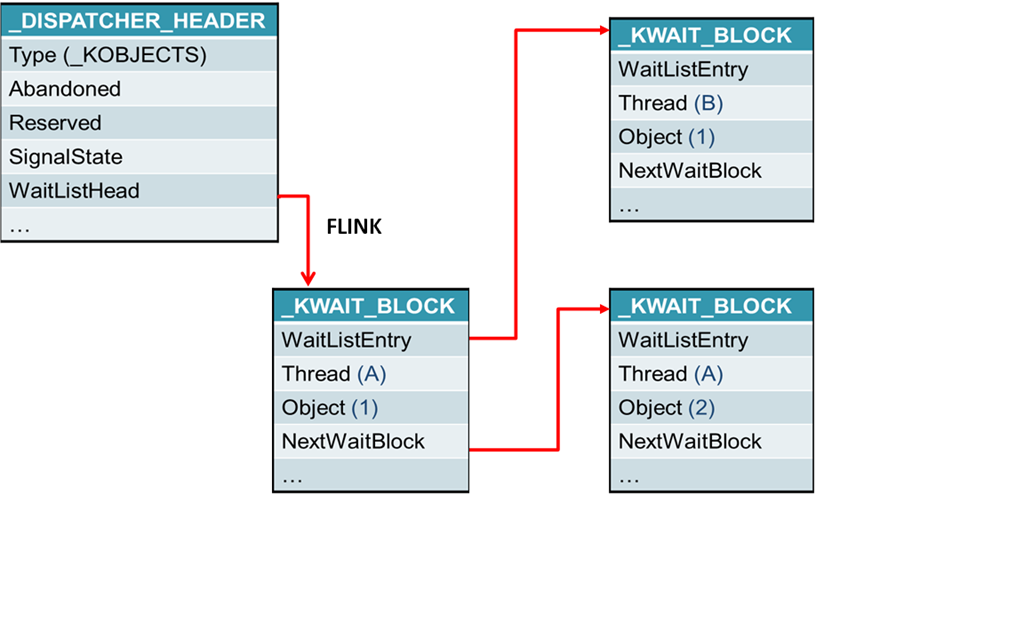 _DISPATCHER_HEADER
Type (_KOBJECTS)
Abandoned
Reserved
SignalState
WaitListHead
...
FLINK
_KWAIT_BLOCK
WaitListEntry
Thread (B)
Object (1)
NextWaitBlock
...
_KWAIT_BLOCK
WaitListEntry
Thread (A)
Object (1)
NextWaitBlock
...
_KWAIT_BLOCK
WaitListEntry
Thread (A)
Object (2)
NextWaitBlock
...